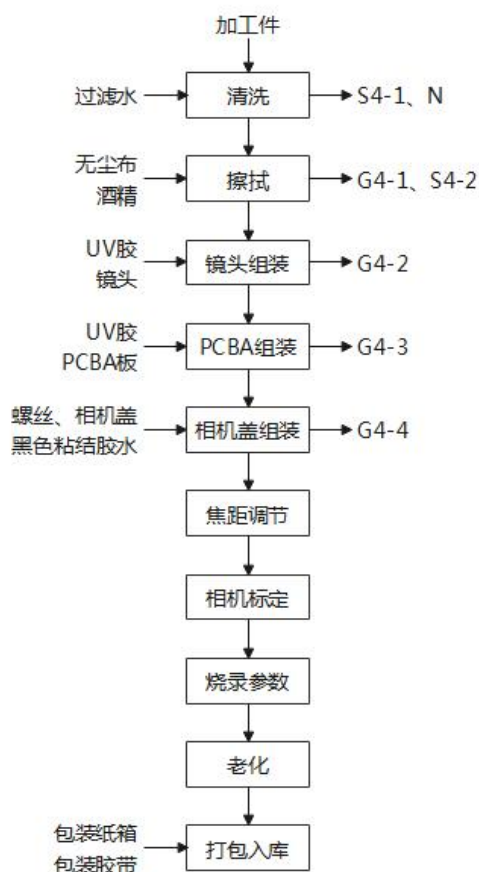 加工件
过滤水
清洗
S4-1、N
无尘布
酒精
擦拭
G4-1、S4-2
UV胶
镜头
镜头组装
G4-2
UV胶
PCBA板
PCBA组装
G4-3
螺丝、相机盖
黑色粘结胶水
相机盖组装
G4-4
焦距调节
相机标定
烧录参数
老化
包装纸箱
包装胶带
打包入库